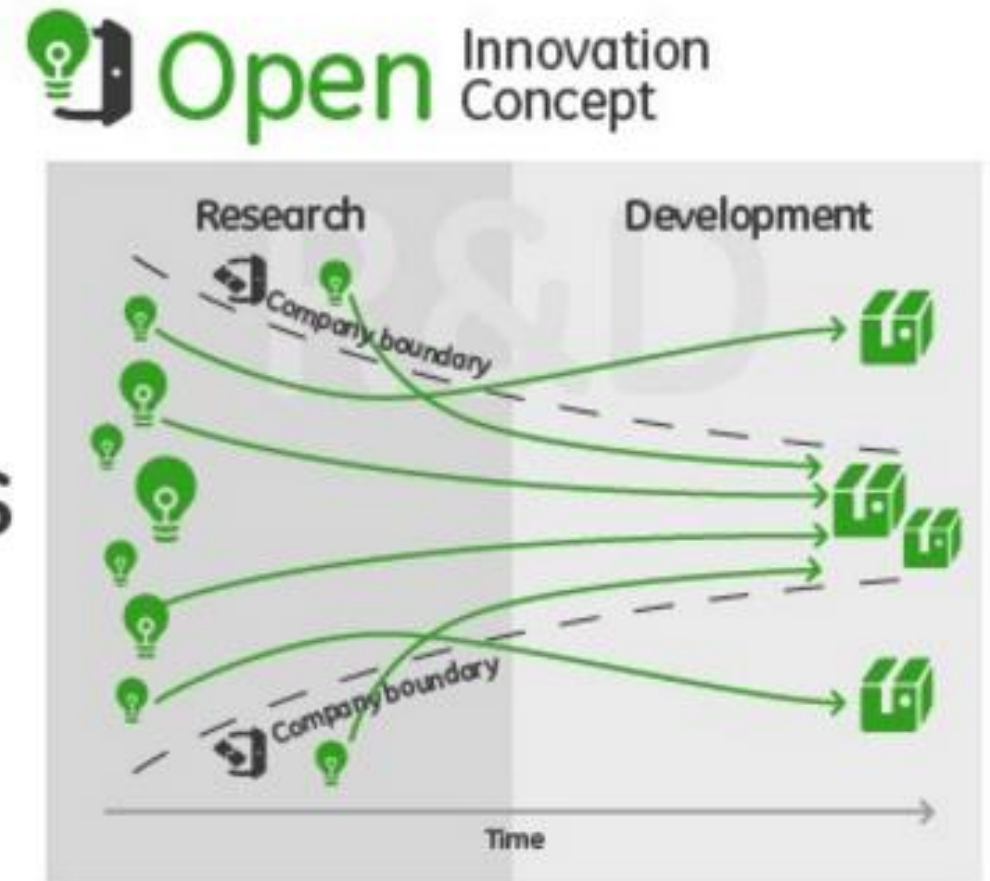 Open
Innovation
Concept
R&D
Research
Development
Company boundary
S
Company boundary
Time